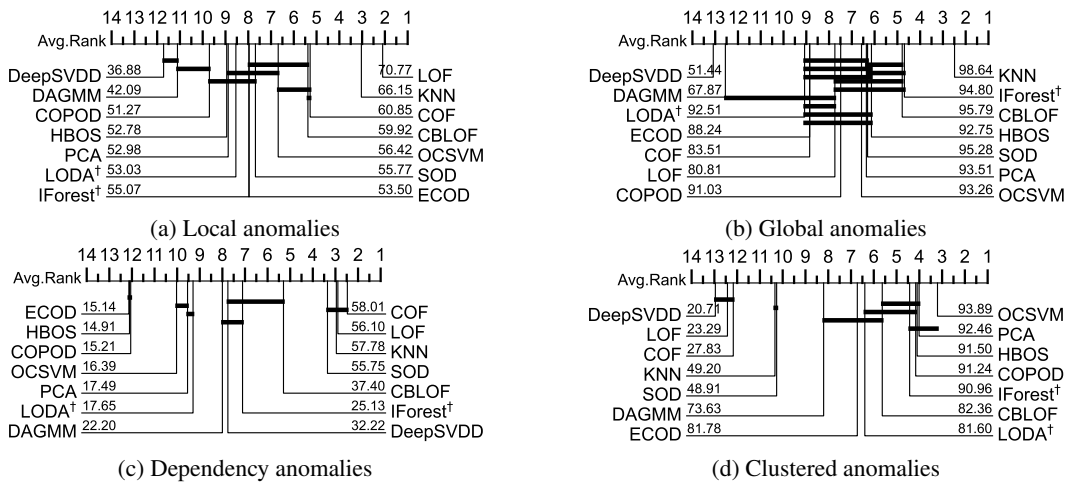 14 13 12 11 10 9 8 7 6 5 4 3 2 1
Avg.Rank
DeepSVDD 36.88 70.77 LOF
DAGMM 42.09 66.15 KNN
COPOD 51.27 60.85 COF
HBOS 52.78 59.92 CBLOF
PCA 52.98 56.42 OCSVM
LODA† 53.03 55.77 SOD
IForest† 55.07 53.50 ECOD
(a) Local anomalies
14 13 12 11 10 9 8 7 6 5 4 3 2 1
Avg.Rank
DeepSVDD 51.44 98.64 KNN
DAGMM 67.87 94.80 IForest†
LODA† 92.51 95.79 CBLOF
ECOD 88.24 92.75 HBOS
COF 83.51 95.28 SOD
LOF 80.81 93.51 PCA
COPOD 91.03 93.26 OCSVM
(b) Global anomalies
14 13 12 11 10 9 8 7 6 5 4 3 2 1
Avg.Rank
ECOD 15.14 58.01 COF
HBOS 14.91 56.10 LOF
COPOD 15.21 57.78 KNN
OCSVM 16.39 55.75 SOD
PCA 17.49 37.40 CBLOF
LODA† 17.65 25.13 IForest†
DAGMM 22.20 32.22 DeepSVDD
(c) Dependency anomalies
14 13 12 11 10 9 8 7 6 5 4 3 2 1
Avg.Rank
DeepSVDD 20.71 93.89 OCSVM
LOF 23.29 92.46 PCA
COF 27.83 91.50 HBOS
KNN 49.20 91.24 COPOD
SOD 48.91 90.96 IForest†
DAGMM 73.63 82.36 CBLOF
ECOD 81.78 81.60 LODA†
(d) Clustered anomalies